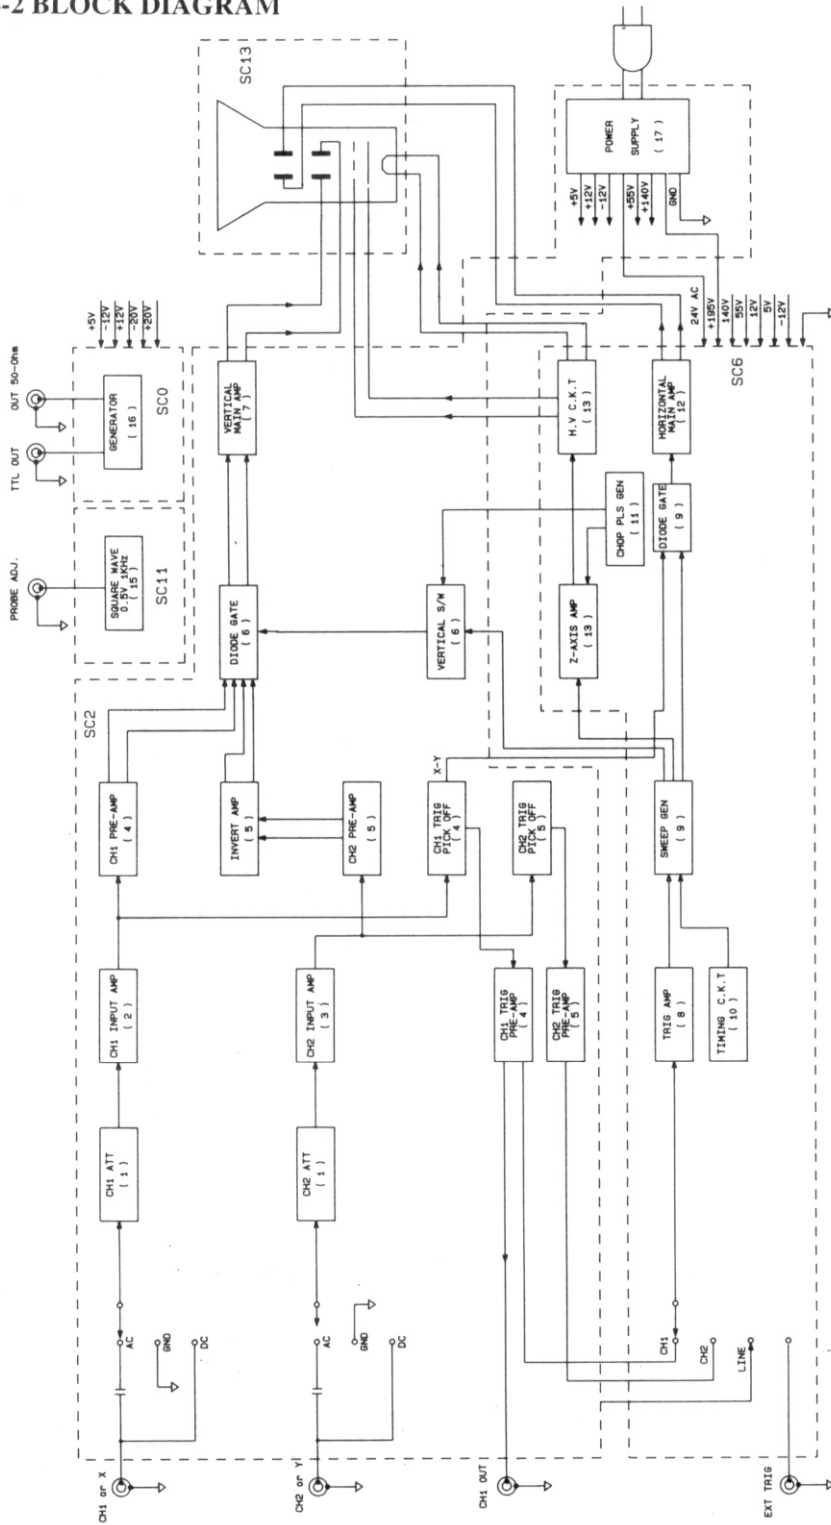 -2 BLOCK DIAGRAM
CH1 or X
AC
GND
DC
CH1 ATT
( 1 )
CH1 INPUT AMP
( 2 )
CH1 PRE-AMP
( 4 )
SC2
CH2 or Y
AC
GND
DC
CH2 ATT
( 1 )
CH2 INPUT AMP
( 3 )
INVERT AMP
( 5 )
CH2 PRE-AMP
( 5 )
DIODE GATE
( 6 )
VERTICAL
MAIN AMP
( 7 )
PROBE ADJ.
SQUARE WAVE
0.5V 1KHz
( 15 )
SC11
TTL OUT
OUT 50-Ohm
GENERATOR
( 16 )
SC0
+5V
-12V
+12V
-20V
+20V
SC13
CH1 TRIG
PICK OFF
( 4 )
X-Y
CH2 TRIG
PICK OFF
( 5 )
VERTICAL S/W
( 6 )
CH1 OUT
CH1 TRIG
PRE-AMP
( 4 )
CH2 TRIG
PRE-AMP
( 5 )
Z-AXIS AMP
( 13 )
H.V C.K.T
( 13 )
CHOP PLS GEN
( 11 )
EXT TRIG
CH1
CH2
LINE
TRIG AMP
( 8 )
TIMING C.K.T
( 10 )
SWEEP GEN
( 9 )
DIODE GATE
( 9 )
HORIZONTAL
MAIN AMP
( 12 )
SC6
24V AC
+195V
140V
55V
12V
5V
-12V
POWER
SUPPLY
( 17 )
+5V
+12V
-12V
+55V
+140V
GND